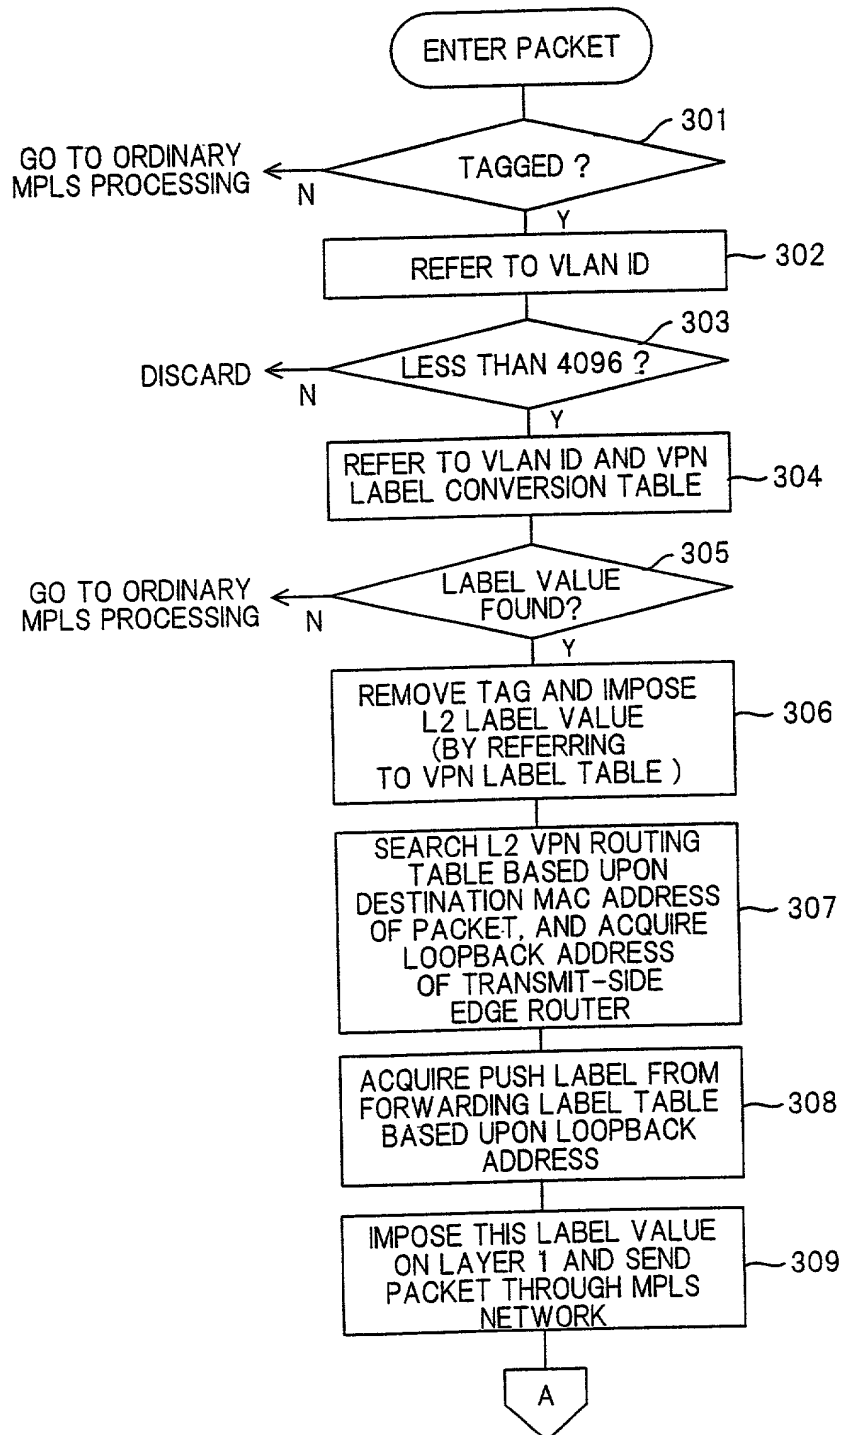 ENTER PACKET
301
TAGGED ?
GO TO ORDINARY
MPLS PROCESSING
N
Y
302
REFER TO VLAN ID
303
LESS THAN 4096 ?
DISCARD
N
Y
REFER TO VLAN ID AND VPN
LABEL CONVERSION TABLE
304
305
LABEL VALUE
FOUND?
GO TO ORDINARY
MPLS PROCESSING
N
Y
REMOVE TAG AND IMPOSE
L2 LABEL VALUE
(BY REFERRING
TO VPN LABEL TABLE )
306
SEARCH L2 VPN ROUTING
TABLE BASED UPON
DESTINATION MAC ADDRESS
OF PACKET, AND ACQUIRE
LOOPBACK ADDRESS
OF TRANSMIT-SIDE
EDGE ROUTER
307
ACQUIRE PUSH LABEL FROM
FORWARDING LABEL TABLE
BASED UPON LOOPBACK
ADDRESS
308
IMPOSE THIS LABEL VALUE
ON LAYER 1 AND SEND
PACKET THROUGH MPLS
NETWORK
309
A